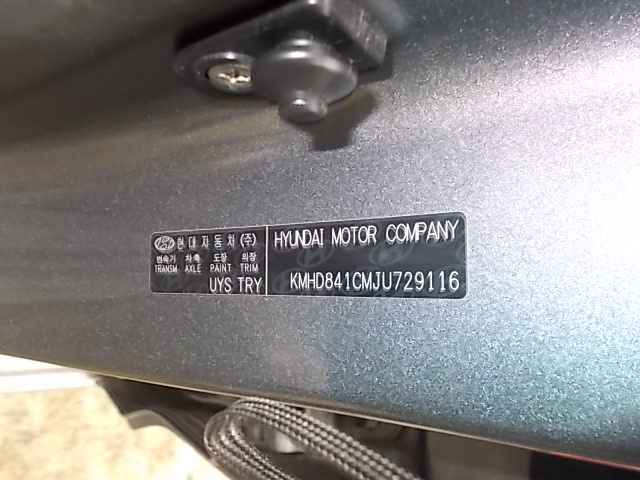 현대자동차(주)
변속기 차축 도장 의장
TRANSM AXLE PAINT TRIM
UYS TRY
HYUNDAI MOTOR COMPANY
KMHD841CMJU729116